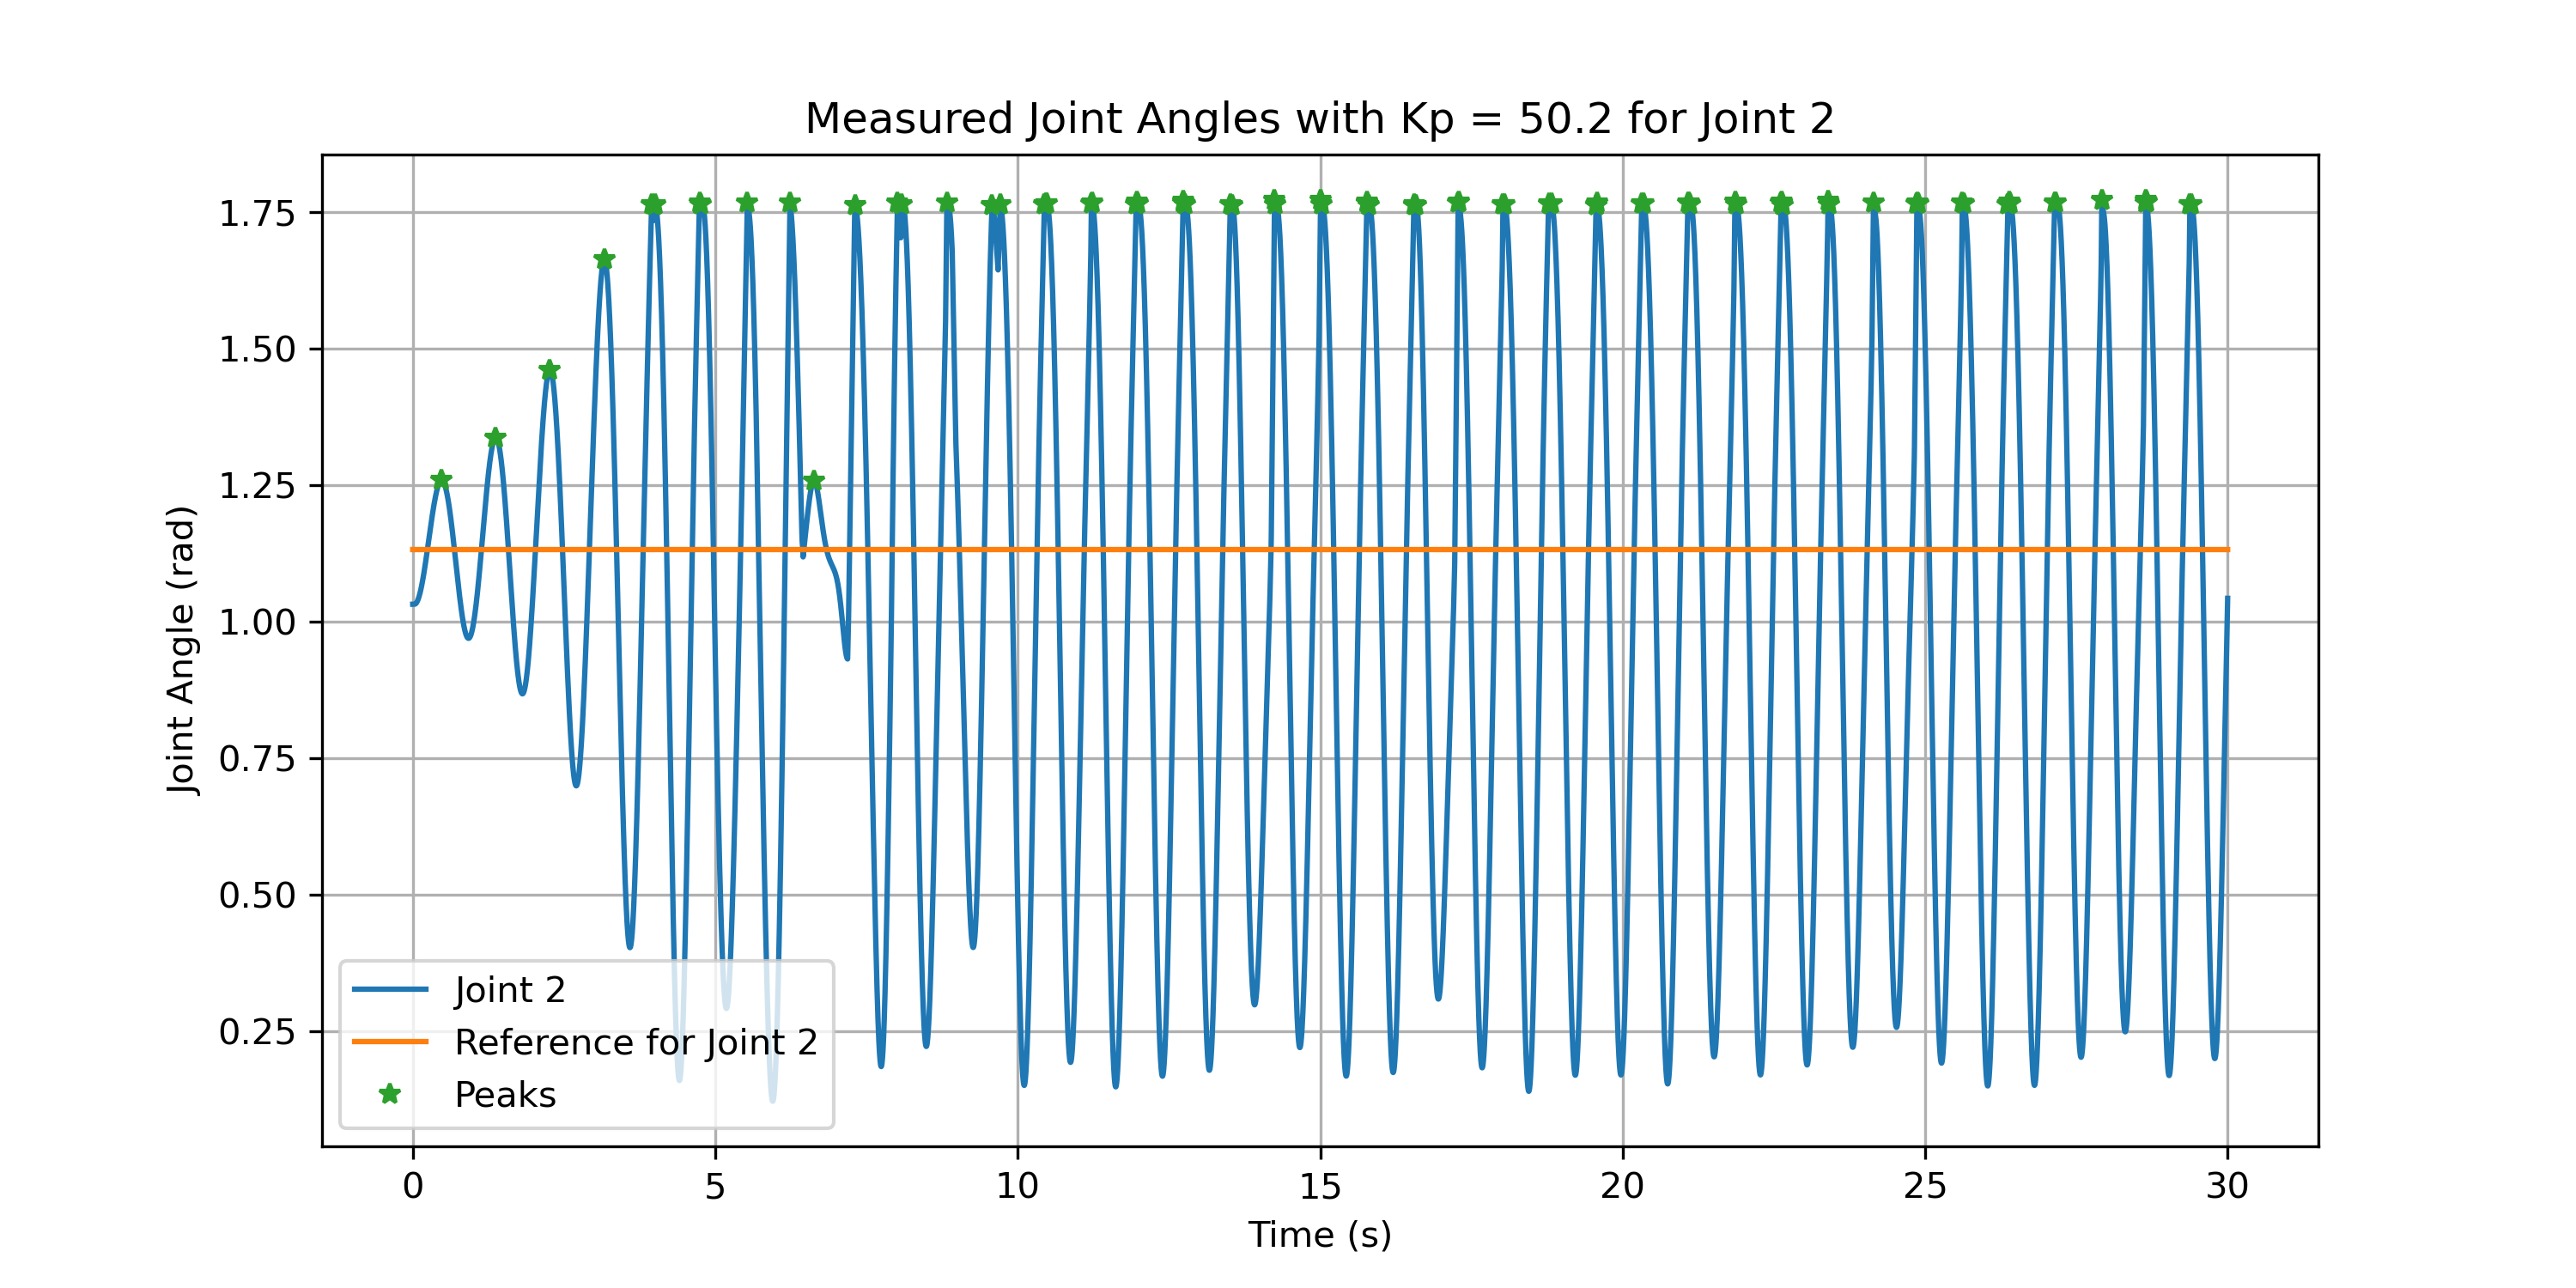 Measured Joint Angles with Kp = 50.2 for Joint 2
Joint Angle (rad)
1.75
1.50
1.25
1.00
0.75
0.50
0.25
Joint 2
Reference for Joint 2
Peaks
0 5 10 15 20 25 30
Time (s)